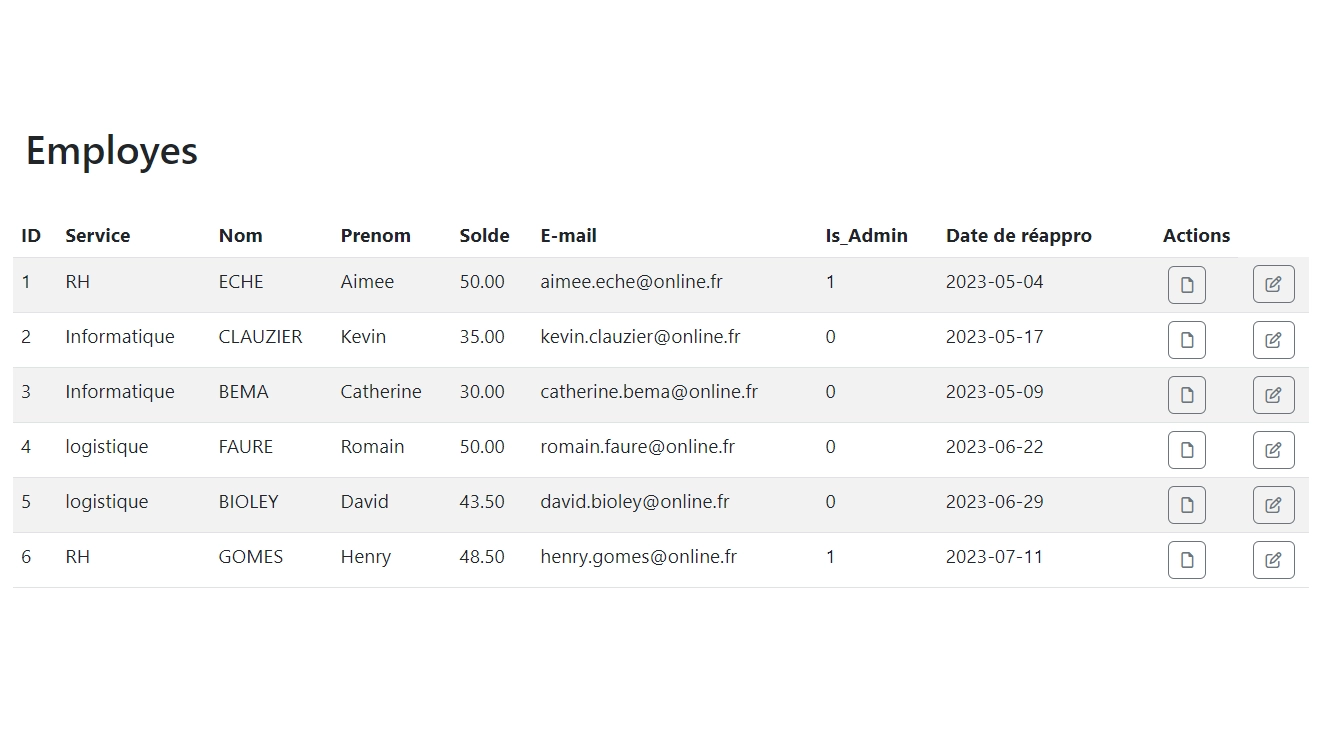 Employes
ID Service Nom Prenom Solde E-mail Is_Admin Date de réappro Actions
1 RH ECHE Aimee 50.00 aimee.eche@online.fr 1 2023-05-04
2 Informatique CLAUZIER Kevin 35.00 kevin.clauzier@online.fr 0 2023-05-17
3 Informatique BEMA Catherine 30.00 catherine.bema@online.fr 0 2023-05-09
4 logistique FAURE Romain 50.00 romain.faure@online.fr 0 2023-06-22
5 logistique BIOLEY David 43.50 david.bioley@online.fr 0 2023-06-29
6 RH GOMES Henry 48.50 henry.gomes@online.fr 1 2023-07-11